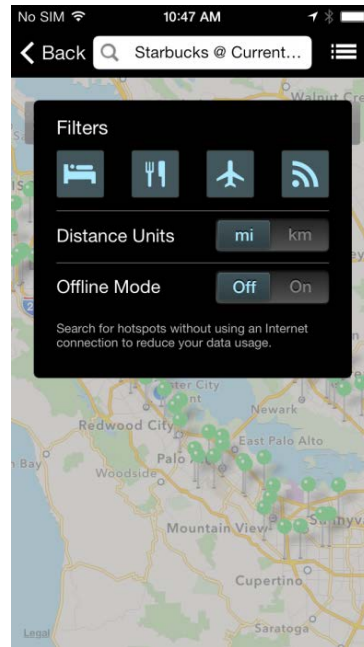 No SIM 10:47 AM
Back Starbucks @ Current...
Walnut Cre
Filters
Distance Units mi km
Offline Mode Off On
Search for hotspots without using an Internet
connection to reduce your data usage.
Newark
Redwood City
East Palo Alto
Bay
Palo
Woodside
Mountain View
Cupertino
Saratoga
Legal